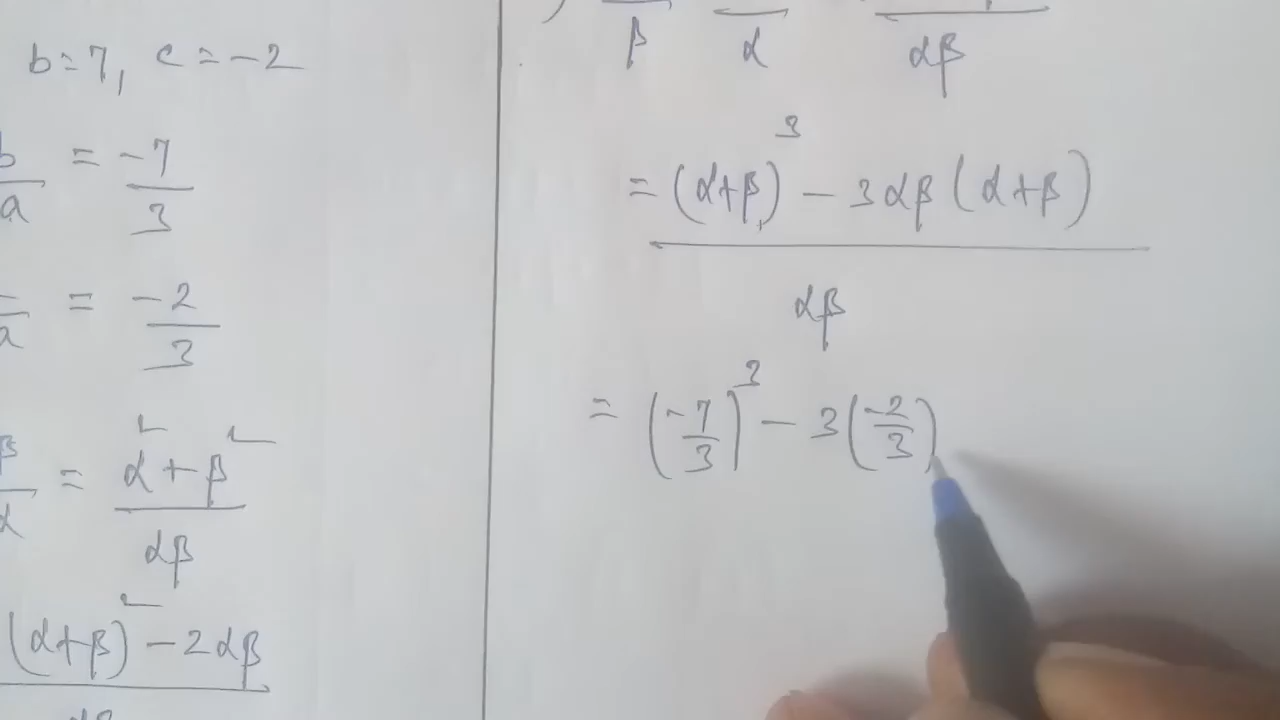 b=7, c=-2
b/a = -7/3
/a = -2/3
β/α = α²+β²/αβ
(α+β)² - 2αβ
)
β α αβ
= (α+β)³ - 3αβ(α+β)
αβ
= (-7/3)³ - 3(-2/3)